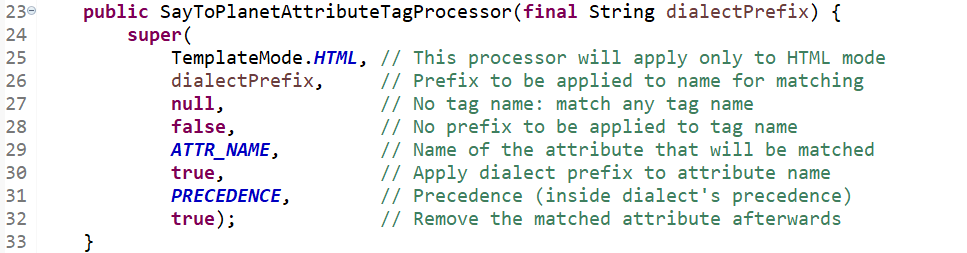 23 public SayToPlanetAttributeTagProcessor(final String dialectPrefix) {
24 super(
25 TemplateMode.HTML, // This processor will apply only to HTML mode
26 dialectPrefix, // Prefix to be applied to name for matching
27 null, // No tag name: match any tag name
28 false, // No prefix to be applied to tag name
29 ATTR_NAME, // Name of the attribute that will be matched
30 true, // Apply dialect prefix to attribute name
31 PRECEDENCE, // Precedence (inside dialect's precedence)
32 true); // Remove the matched attribute afterwards
33 }